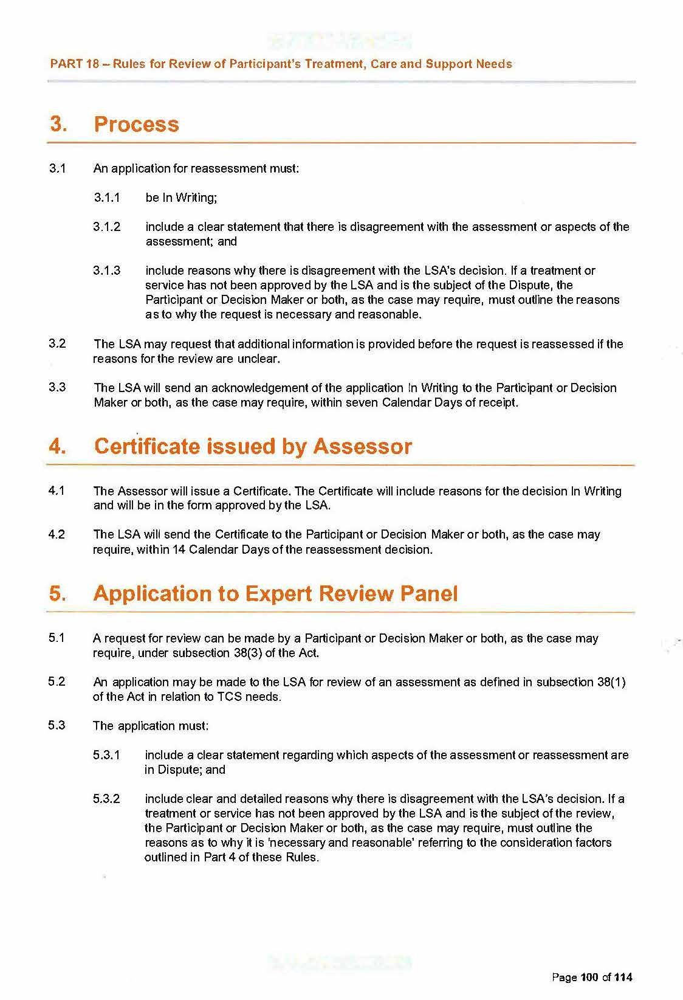 PART 18 – Rules for Review of Participant's Treatment, Care and Support Needs
3. Process
3.1 An application for reassessment must:
3.1.1 be In Writing;
3.1.2 include a clear statement that there is disagreement with the assessment or aspects of the
assessment; and
3.1.3 include reasons why there is disagreement with the LSA's decision. If a treatment or
service has not been approved by the LSA and is the subject of the Dispute, the
Participant or Decision Maker or both, as the case may require, must outline the reasons
as to why the request is necessary and reasonable.
3.2 The LSA may request that additional information is provided before the request is reassessed if the
reasons for the review are unclear.
3.3 The LSA will send an acknowledgement of the application In Writing to the Participant or Decision
Maker or both, as the case may require, within seven Calendar Days of receipt.
4. Certificate issued by Assessor
4.1 The Assessor will issue a Certificate. The Certificate will include reasons for the decision In Writing
and will be in the form approved by the LSA.
4.2 The LSA will send the Certificate to the Participant or Decision Maker or both, as the case may
require, within 14 Calendar Days of the reassessment decision.
5. Application to Expert Review Panel
5.1 A request for review can be made by a Participant or Decision Maker or both, as the case may
require, under subsection 38(3) of the Act.
5.2 An application may be made to the LSA for review of an assessment as defined in subsection 38(1)
of the Act in relation to TCS needs.
5.3 The application must:
5.3.1 include a clear statement regarding which aspects of the assessment or reassessment are
in Dispute; and
5.3.2 include clear and detailed reasons why there is disagreement with the LSA's decision. If a
treatment or service has not been approved by the LSA and is the subject of the review,
the Participant or Decision Maker or both, as the case may require, must outline the
reasons as to why it is 'necessary and reasonable' referring to the consideration factors
outlined in Part 4 of these Rules.
Page 100 of 114